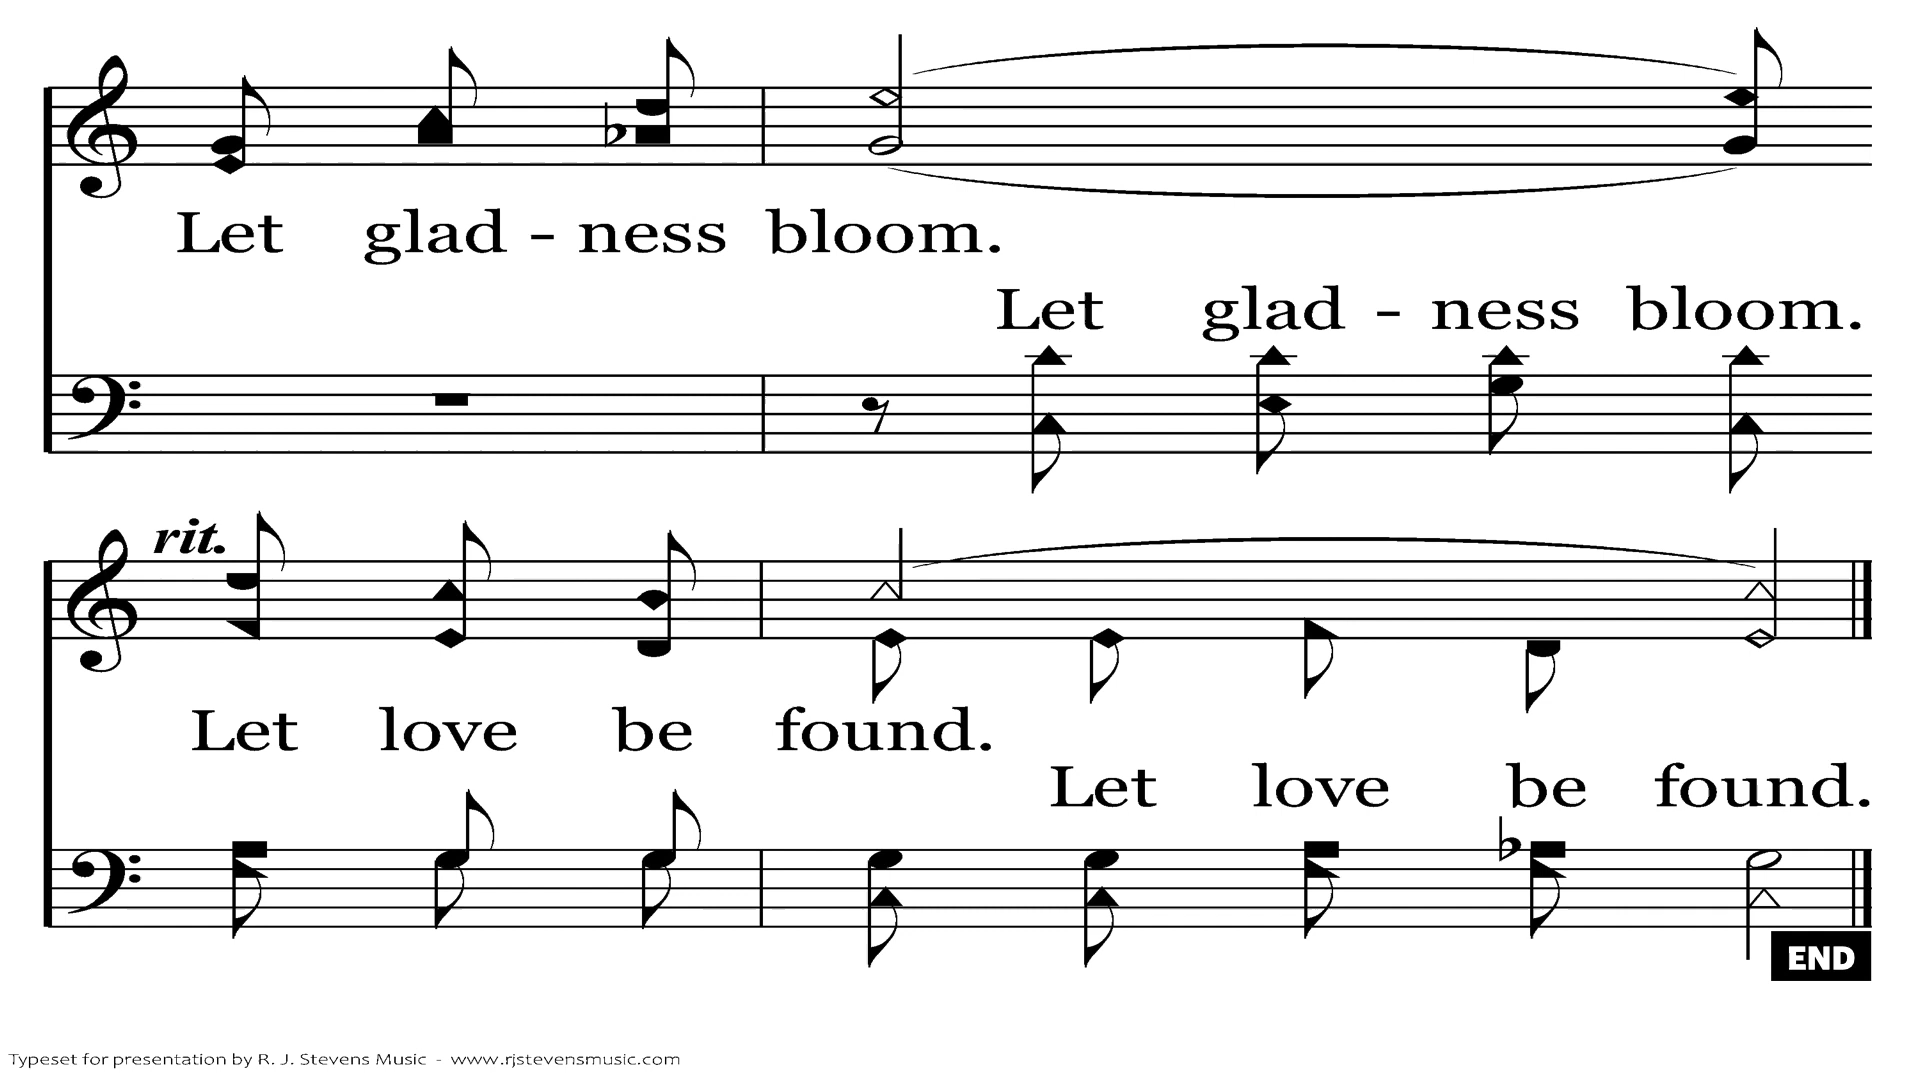 Let glad - ness bloom.
Let glad - ness bloom.
rit.
Let love be found.
Let love be found.
END
Typeset for presentation by R. J. Stevens Music - www.rjstevensmusic.com